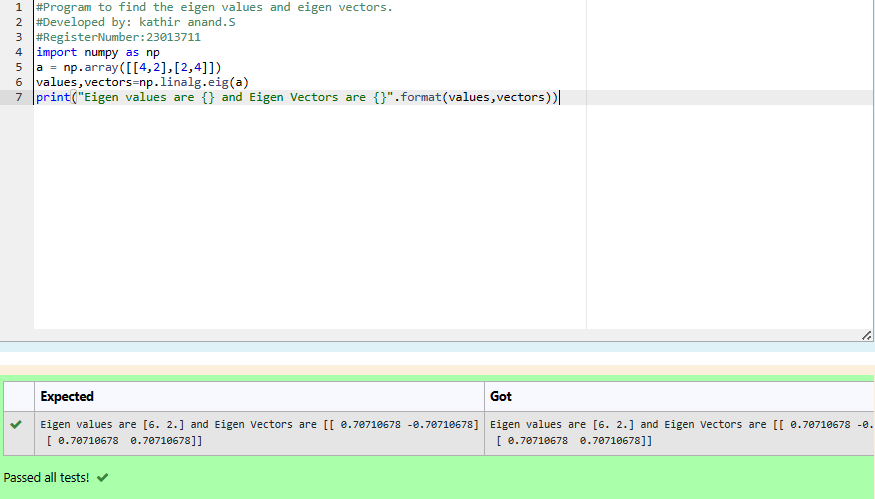 1 #Program to find the eigen values and eigen vectors.
2 #Developed by: kathir anand.S
3 #RegisterNumber:23013711
4 import numpy as np
5 a = np.array([[4,2],[2,4]])
6 values,vectors=np.linalg.eig(a)
7 print("Eigen values are {} and Eigen Vectors are {}".format(values,vectors))
Expected Got
Eigen values are [6. 2.] and Eigen Vectors are [[ 0.70710678 -0.70710678] Eigen values are [6. 2.] and Eigen Vectors are [[ 0.70710678 -0.
[ 0.70710678 0.70710678]] [ 0.70710678 0.70710678]]
Passed all tests! ✔